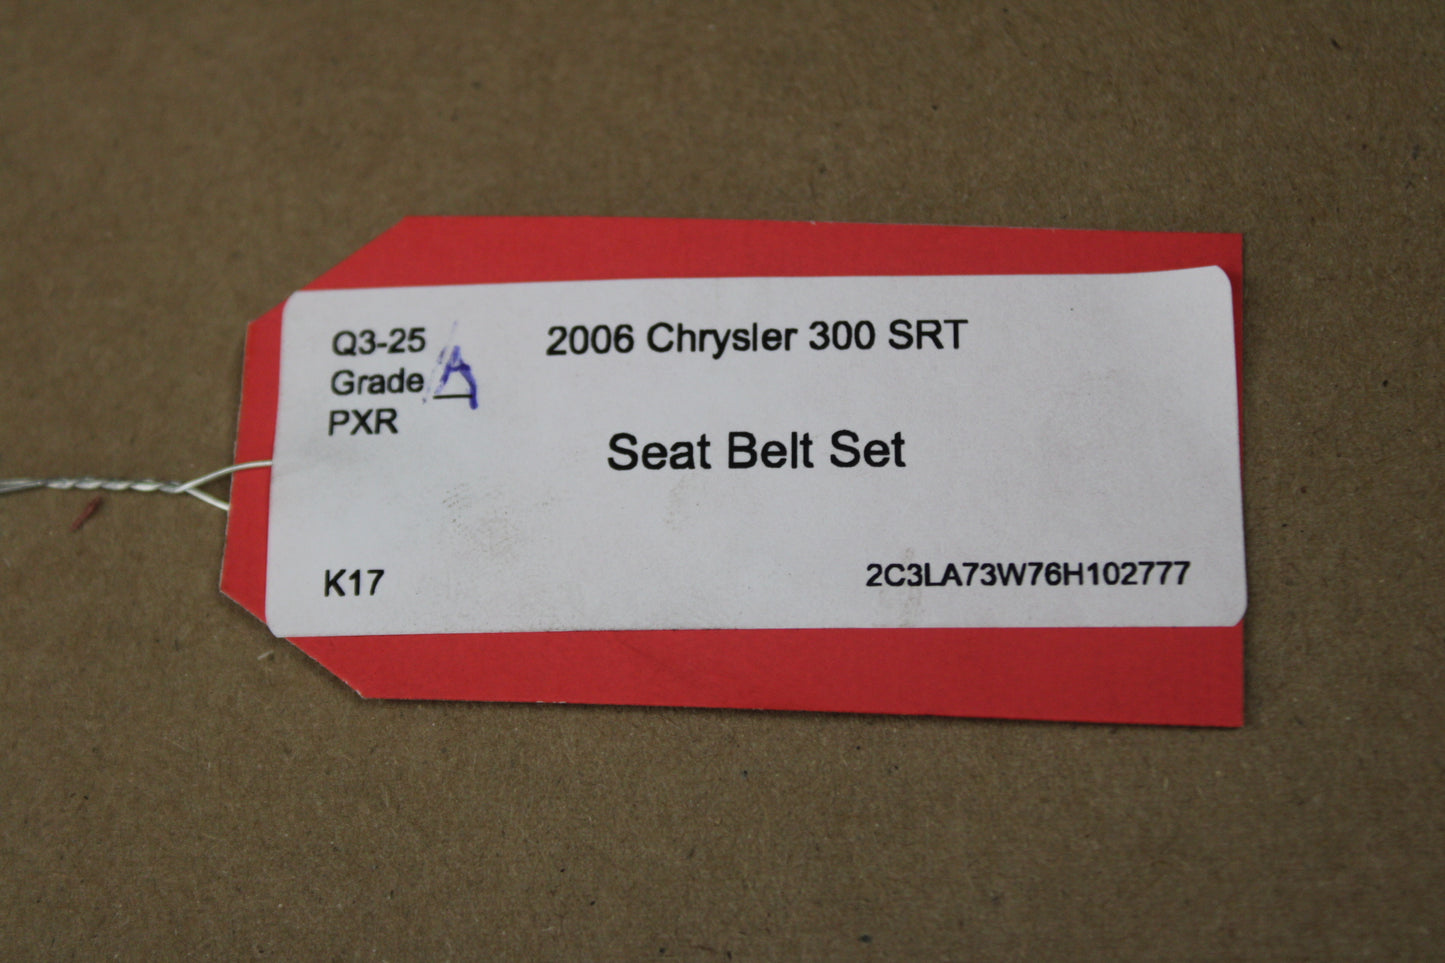 Q3-25
Grade A
PXR
2006 Chrysler 300 SRT
Seat Belt Set
K17
2C3LA73W76H102777